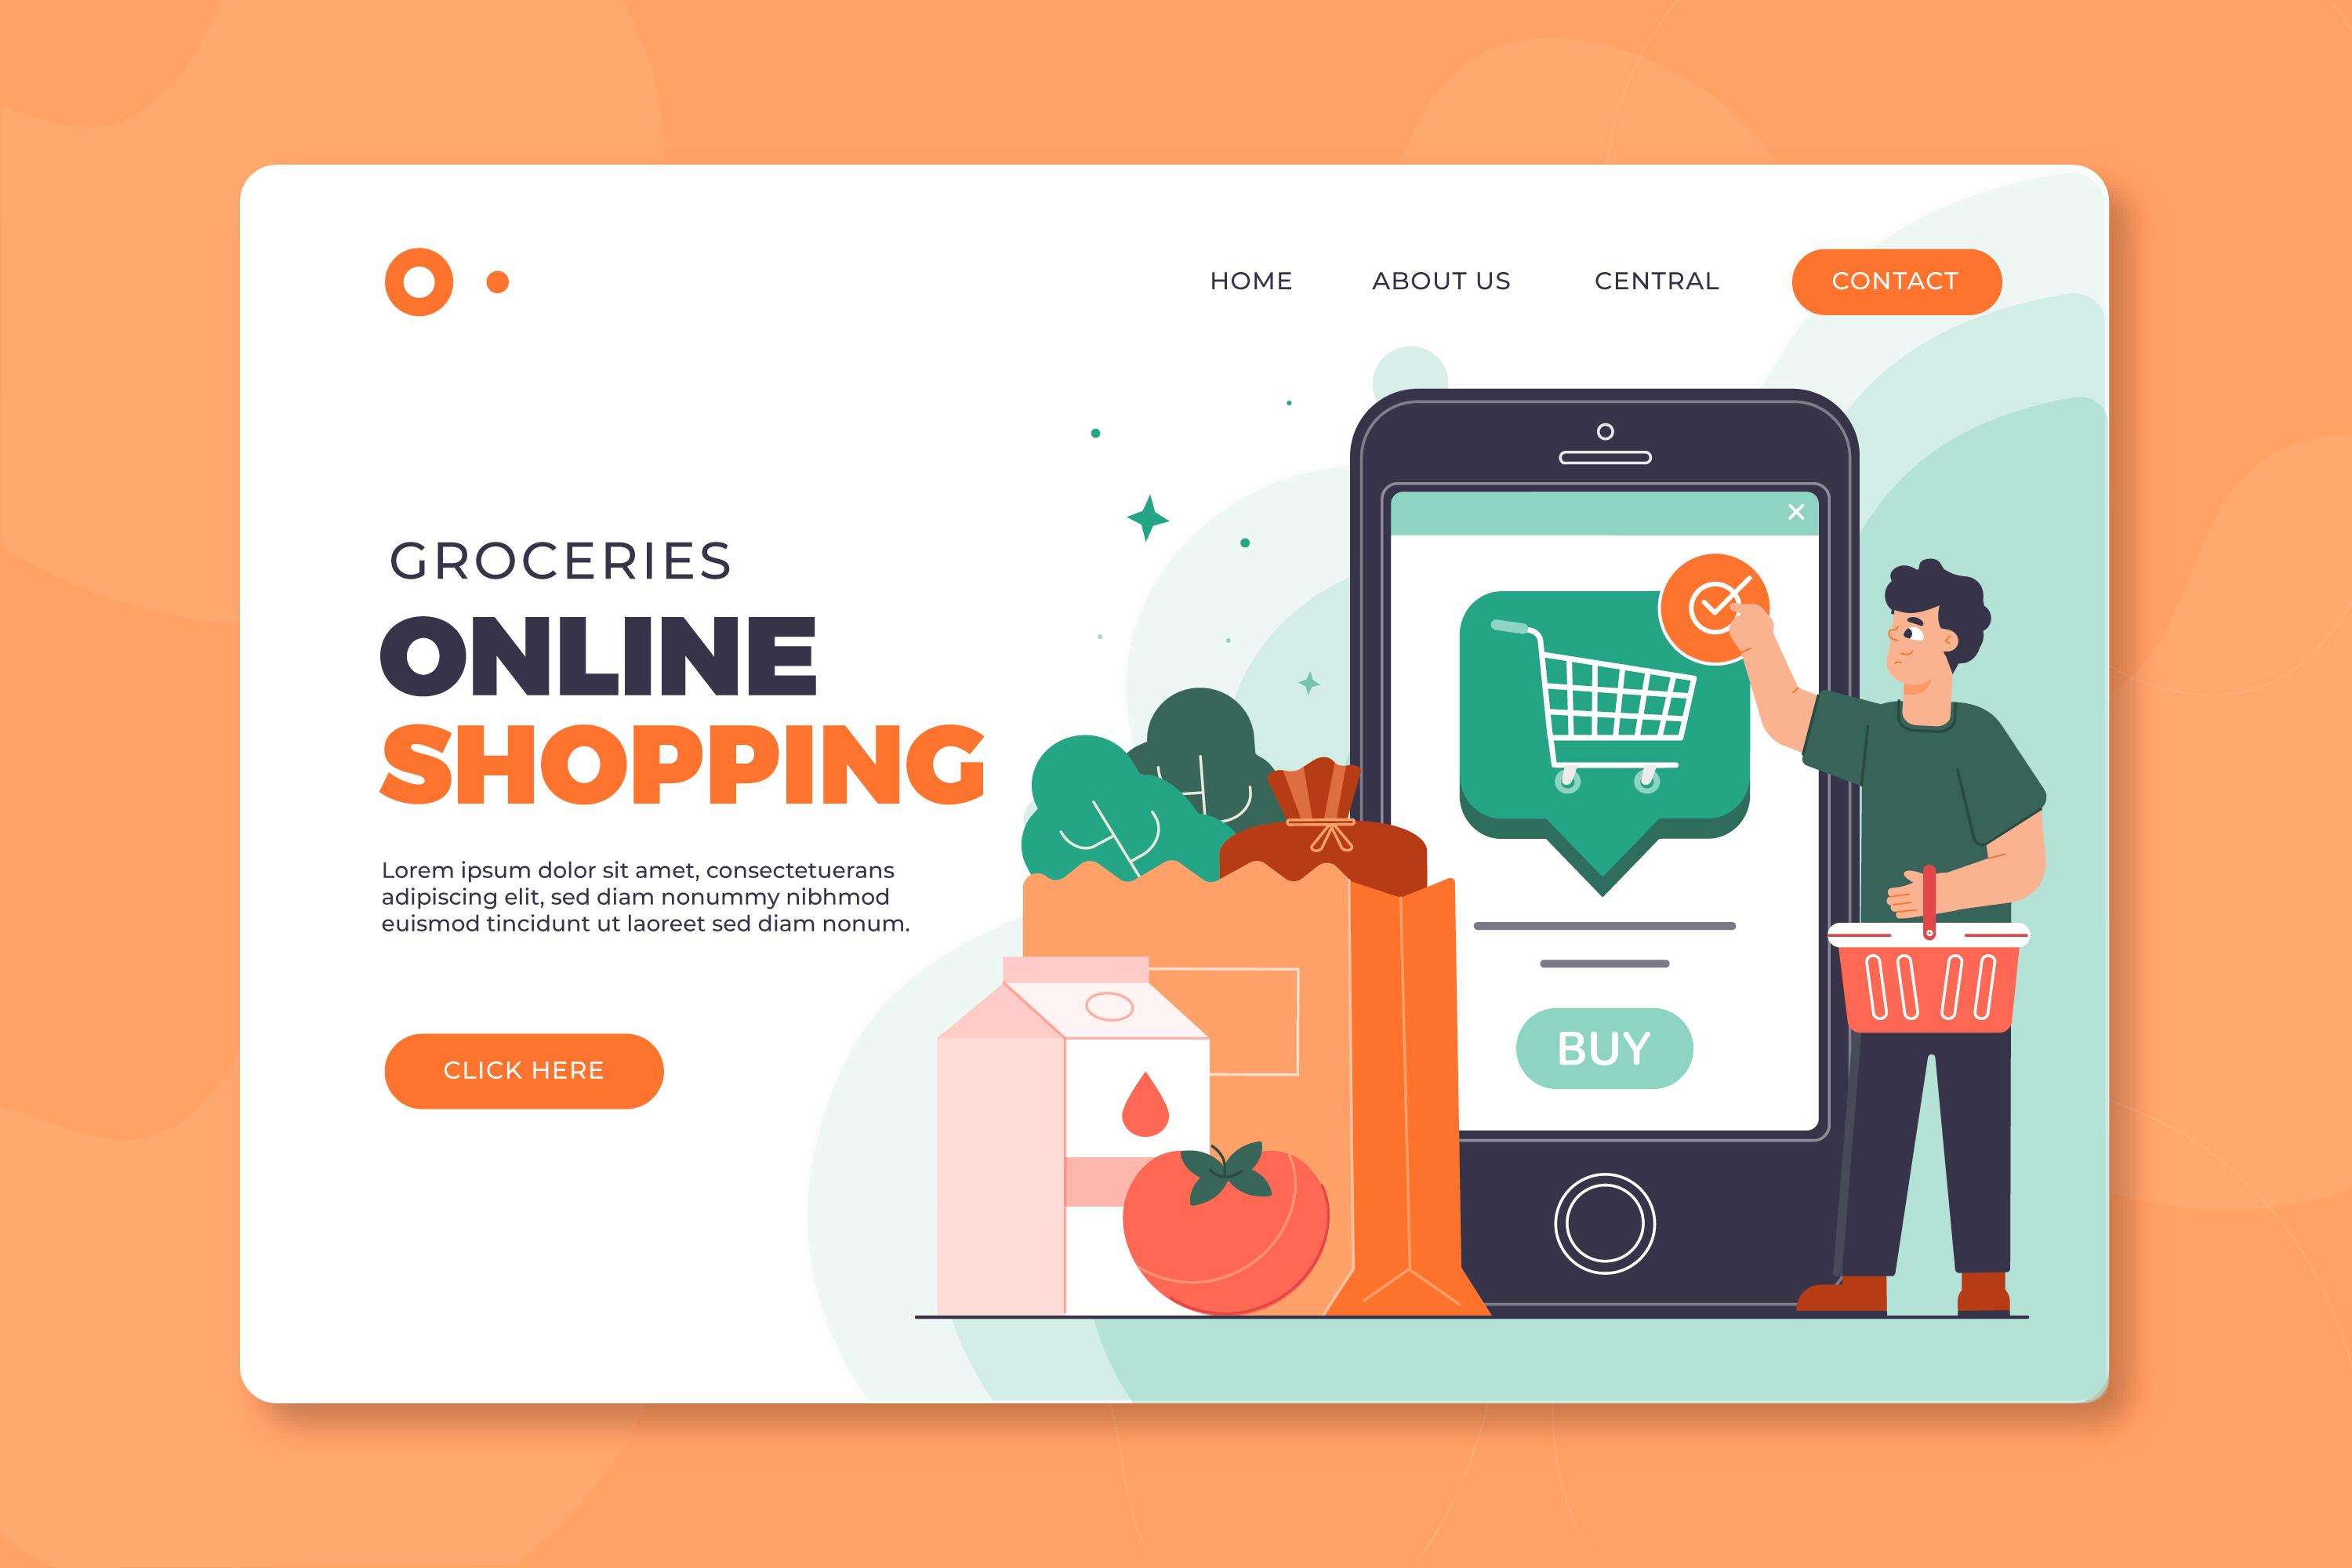 HOME ABOUT US CENTRAL CONTACT
GROCERIES
ONLINE
SHOPPING
Lorem ipsum dolor sit amet, consectetuerans
adipiscing elit, sed diam nonummy nibhmod
euismod tincidunt ut laoreet sed diam nonum.
CLICK HERE
BUY